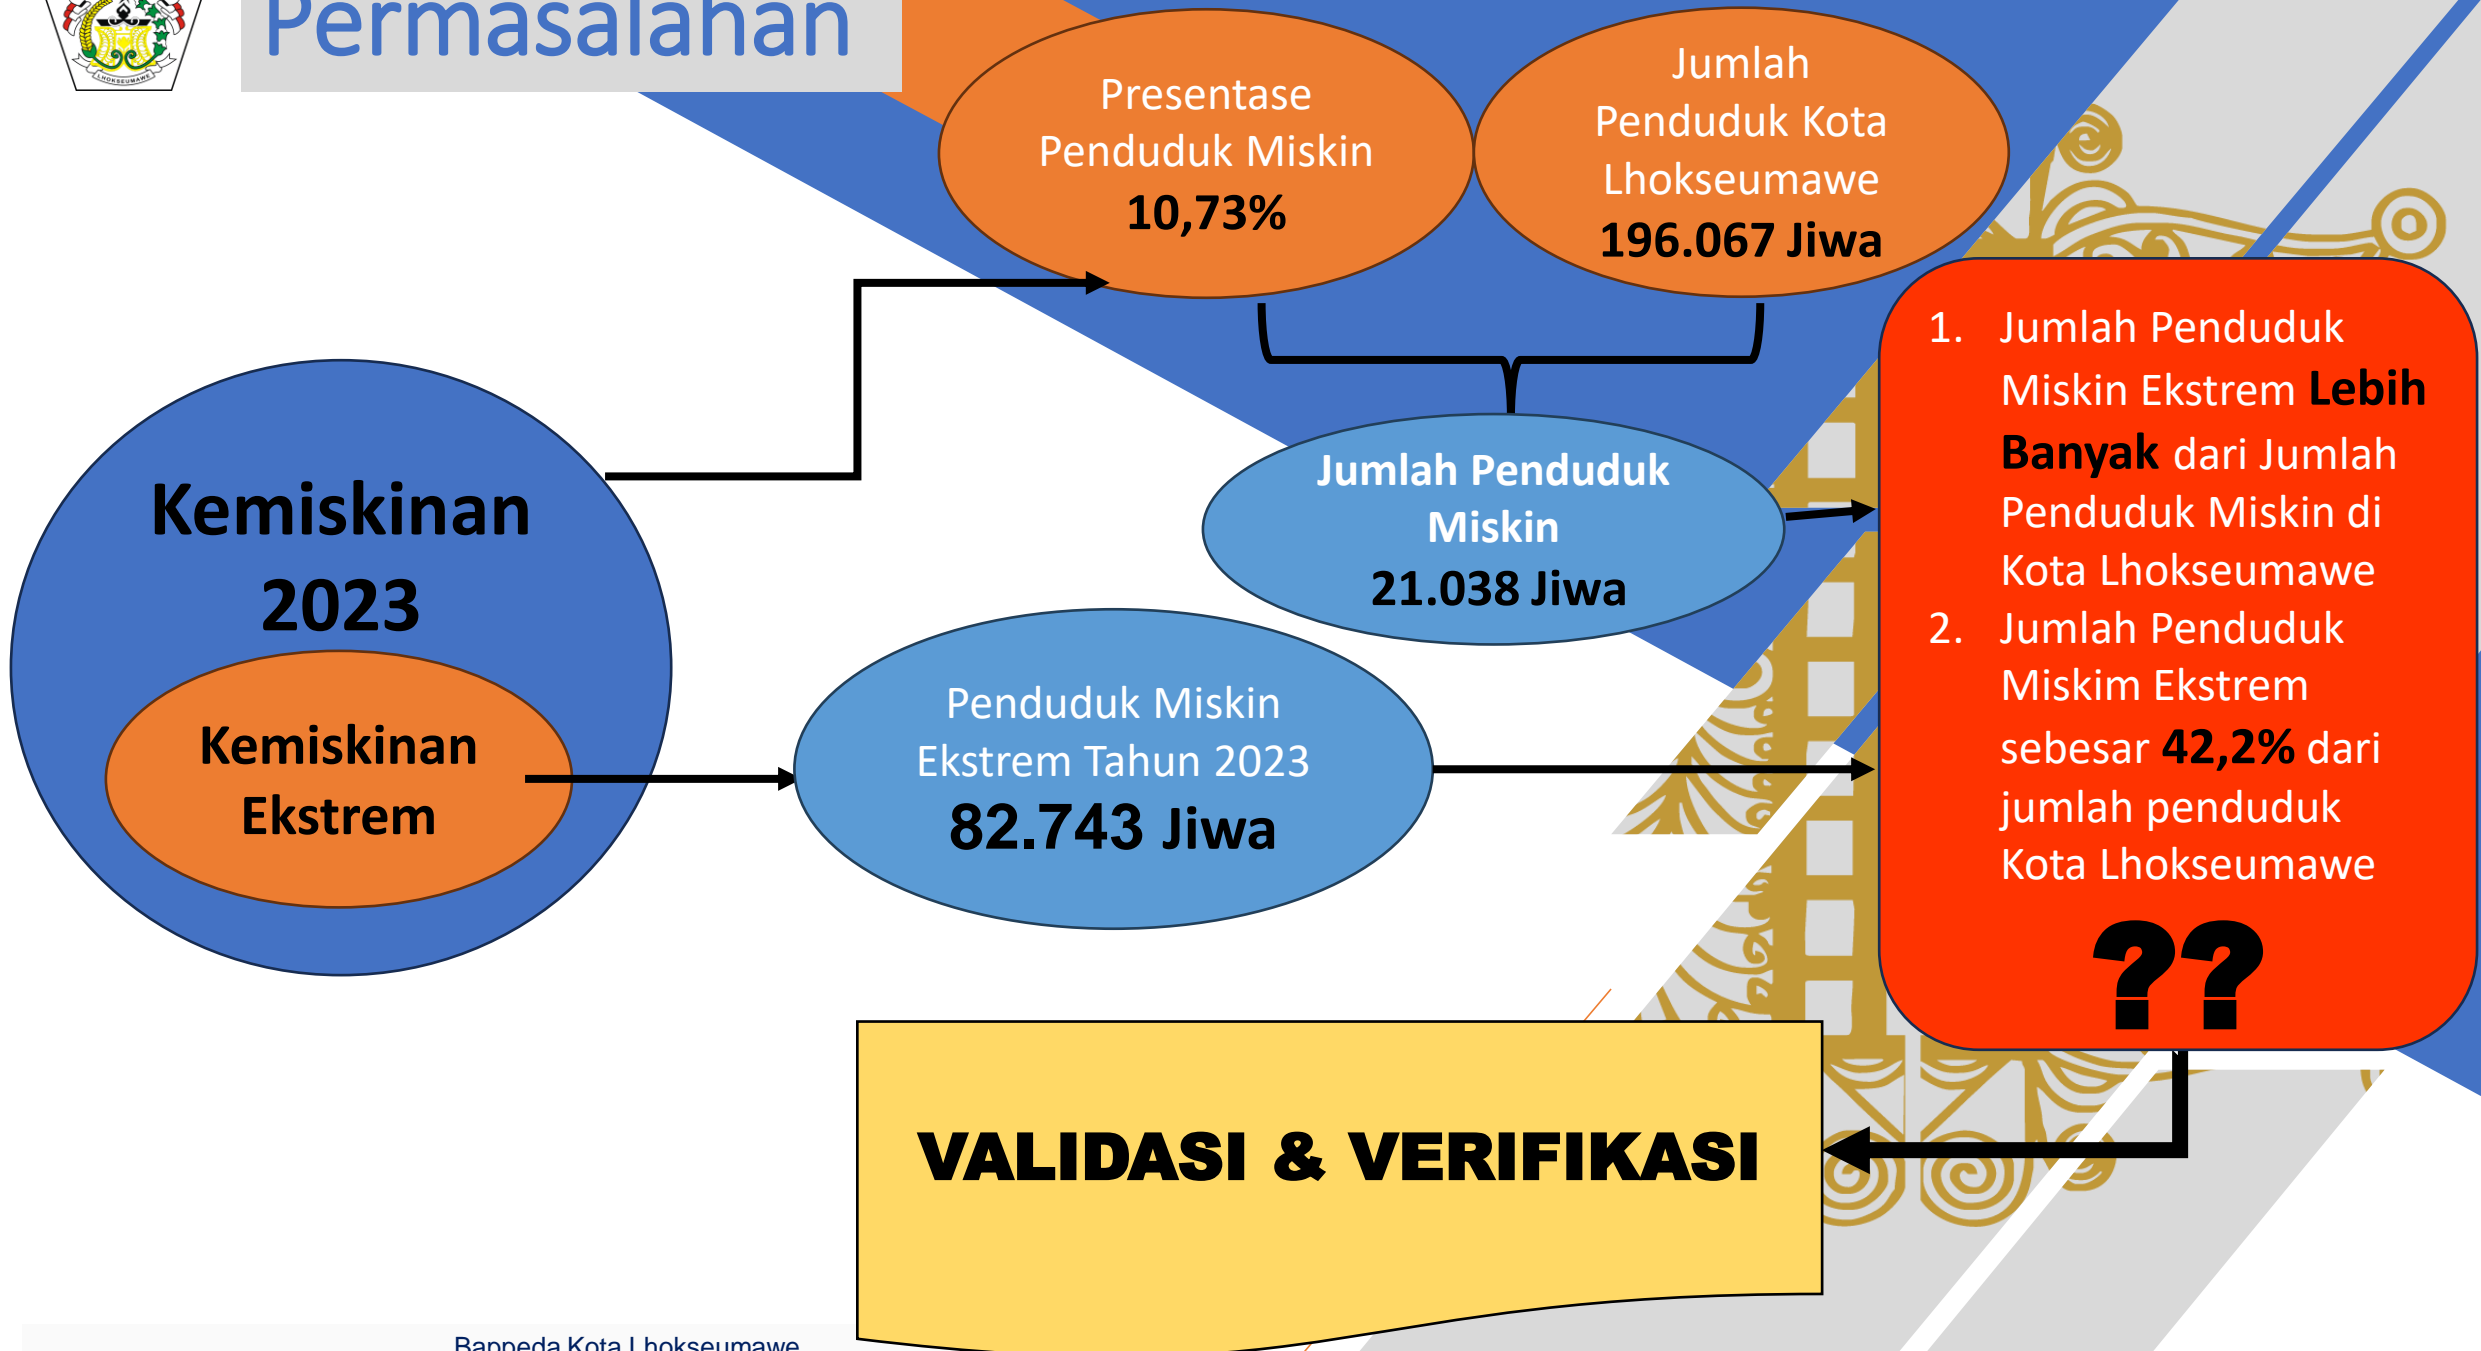 Permasalahan
LHOKSEUMAWE
Presentase
Penduduk Miskin
10,73%
Jumlah
Penduduk Kota
Lhokseumawe
196.067 Jiwa
Kemiskinan
2023
Kemiskinan
Ekstrem
Jumlah Penduduk
Miskin
21.038 Jiwa
Penduduk Miskin
Ekstrem Tahun 2023
82.743 Jiwa
1. Jumlah Penduduk
Miskin Ekstrem Lebih
Banyak dari Jumlah
Penduduk Miskin di
Kota Lhokseumawe
2. Jumlah Penduduk
Miskim Ekstrem
sebesar 42,2% dari
jumlah penduduk
Kota Lhokseumawe
??
VALIDASI & VERIFIKASI
Bappeda Kota Lhokseumawe